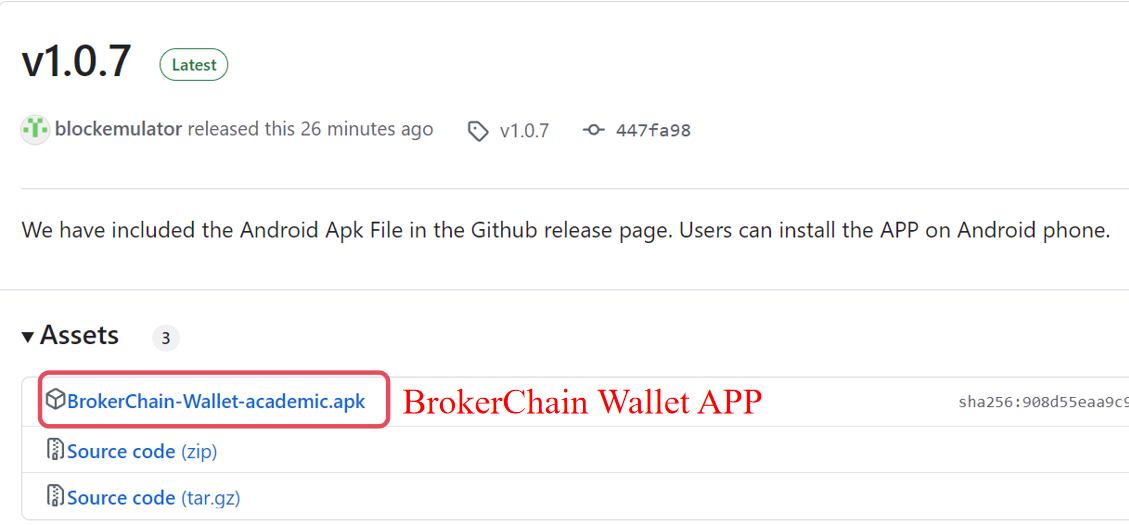 v1.0.7 Latest
blockemulator released this 26 minutes ago v1.0.7 447fa98
We have included the Android Apk File in the Github release page. Users can install the APP on Android phone.
Assets 3
BrokerChain-Wallet-academic.apk BrokerChain Wallet APP sha256:908d55eaa9c9
Source code (zip)
Source code (tar.gz)